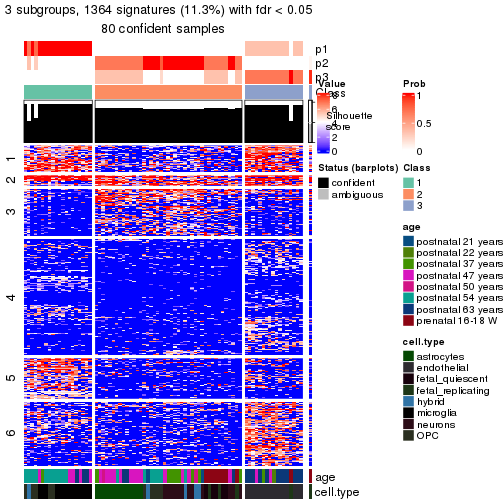 3 subgroups, 1364 signatures (11.3%) with fdr < 0.05
80 confident samples
p1
p2
p3
Class
Silhouette
score
1
2
3
4
5
6
age
cell.type
Value
6
4
2
0
Prob
1
0.5
0
Status (barplots)
confident
ambiguous
Class
1
2
3
age
postnatal 21 years
postnatal 22 years
postnatal 37 years
postnatal 47 years
postnatal 50 years
postnatal 54 years
postnatal 63 years
prenatal 16-18 W
cell.type
astrocytes
endothelial
fetal_quiescent
fetal_replicating
hybrid
microglia
neurons
OPC